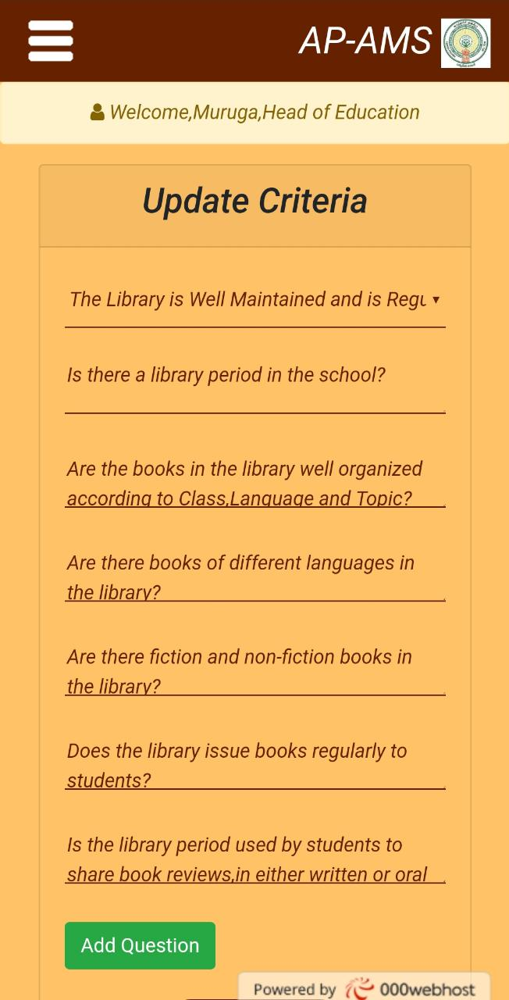 AP-AMS
Welcome,Muruga,Head of Education
Update Criteria
The Library is Well Maintained and is Regu
Is there a library period in the school?
Are the books in the library well organized
according to Class,Language and Topic?
Are there books of different languages in
the library?
Are there fiction and non-fiction books in
the library?
Does the library issue books regularly to
students?
Is the library period used by students to
share book reviews,in either written or oral
Add Question
Powered by 000webhost